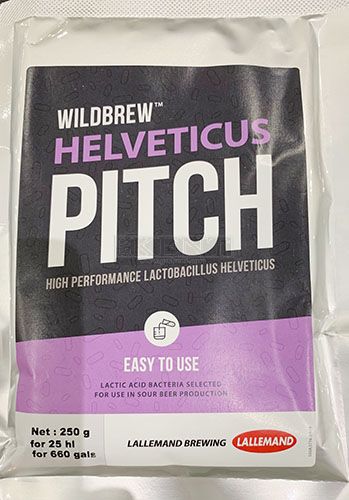 WILDBREW™
HELVETICUS
PITCH
HIGH PERFORMANCE LACTOBACILLUS HELVETICUS
EASY TO USE
LACTIC ACID BACTERIA SELECTED
FOR USE IN SOUR BEER PRODUCTION
Net : 250 g
for 25 hl
for 660 gals
LALLEMAND BREWING
LALLEMAND